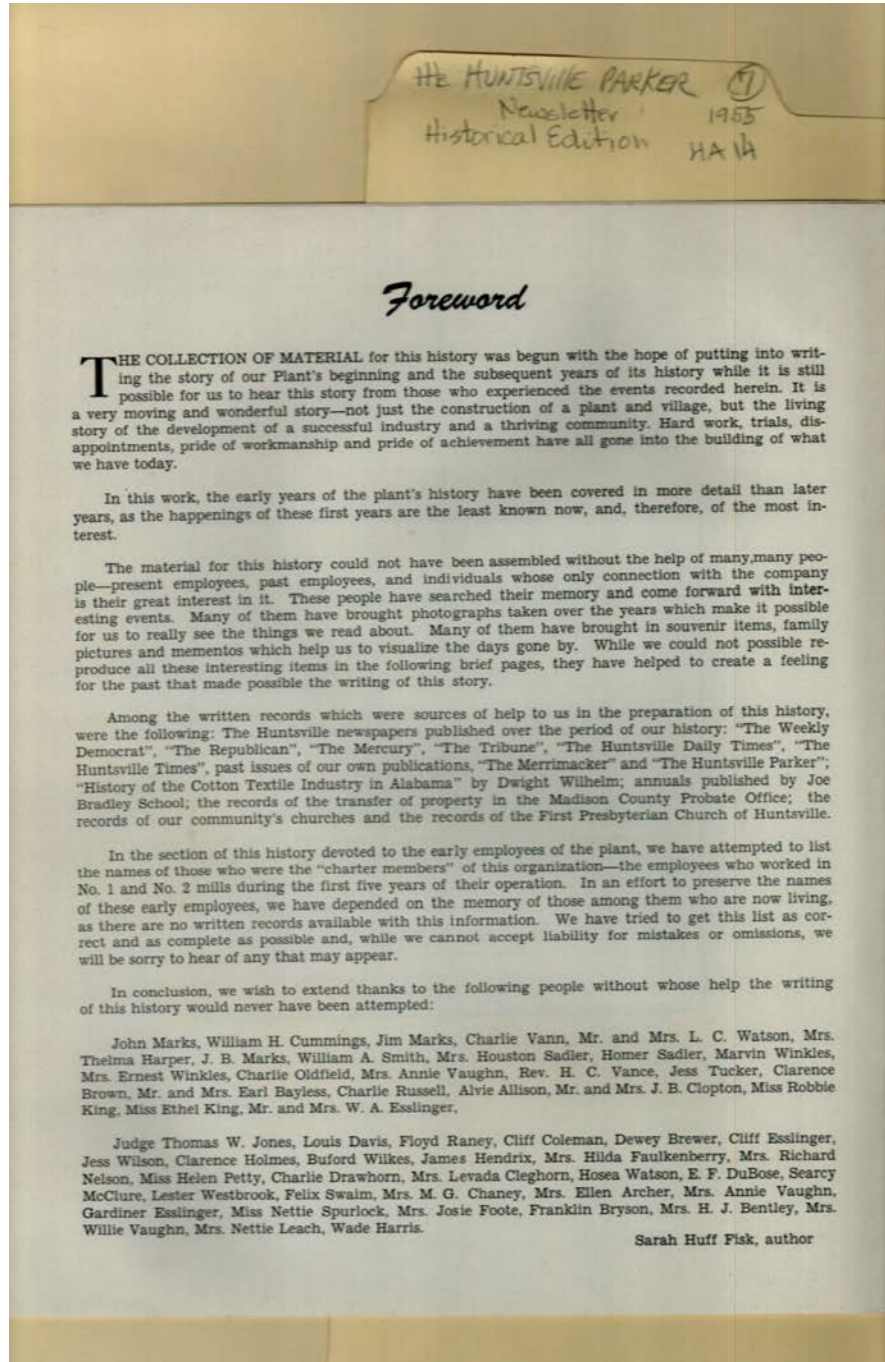 THE HUNTSVILLE PARKER 7
Newsletter 1955
Historical Edition HA 14
Foreword
THE COLLECTION OF MATERIAL for this history was begun with the hope of putting into writ-
ing the story of our Plant's beginning and the subsequent years of its history while it is still
possible for us to hear this story from those who experienced the events recorded herein. It is
a very moving and wonderful story—not just the construction of a plant and village, but the living
story of the development of a successful industry and a thriving community. Hard work, trials, dis-
appointments, pride of workmanship and pride of achievement have all gone into the building of what
we have today.
In this work, the early years of the plant's history have been covered in more detail than later
years, as the happenings of these first years are the least known now, and, therefore, of the most in-
terest.
The material for this history could not have been assembled without the help of many,many peo-
ple—present employees, past employees, and individuals whose only connection with the company
is their great interest in it. These people have searched their memory and come forward with inter-
esting events. Many of them have brought photographs taken over the years which make it possible
for us to really see the things we read about. Many of them have brought in souvenir items, family
pictures and mementos which help us to visualize the days gone by. While we could not possible re-
produce all these interesting items in the following brief pages, they have helped to create a feeling
for the past that made possible the writing of this story.
Among the written records which were sources of help to us in the preparation of this history,
were the following: The Huntsville newspapers published over the period of our history: "The Weekly
Democrat", "The Republican", "The Mercury", "The Tribune", "The Huntsville Daily Times", "The
Huntsville Times", past issues of our own publications, "The Merrimacker" and "The Huntsville Parker";
"History of the Cotton Textile Industry in Alabama" by Dwight Wilhelm; annuals published by Joe
Bradley School; the records of the transfer of property in the Madison County Probate Office; the
records of our community's churches and the records of the First Presbyterian Church of Huntsville.
In the section of this history devoted to the early employees of the plant, we have attempted to list
the names of those who were the "charter members" of this organization—the employees who worked in
No. 1 and No. 2 mills during the first five years of their operation. In an effort to preserve the names
of these early employees, we have depended on the memory of those among them who are now living,
as there are no written records available with this information. We have tried to get this list as cor-
rect and as complete as possible and, while we cannot accept liability for mistakes or omissions, we
will be sorry to hear of any that may appear.
In conclusion, we wish to extend thanks to the following people without whose help the writing
of this history would never have been attempted:
John Marks, William H. Cummings, Jim Marks, Charlie Vann, Mr. and Mrs. L. C. Watson, Mrs.
Thelma Harper, J. B. Marks, William A. Smith, Mrs. Houston Sadler, Homer Sadler, Marvin Winkles,
Mrs. Ernest Winkles, Charlie Oldfield, Mrs. Annie Vaughn, Rev. H. C. Vance, Jess Tucker, Clarence
Brown, Mr. and Mrs. Earl Bayless, Charlie Russell, Alvie Allison, Mr. and Mrs. J. B. Clopton, Miss Robbie
King, Miss Ethel King, Mr. and Mrs. W. A. Esslinger,
Judge Thomas W. Jones, Louis Davis, Floyd Raney, Cliff Coleman, Dewey Brewer, Cliff Esslinger,
Jess Wilson, Clarence Holmes, Buford Wilkes, James Hendrix, Mrs. Hilda Faulkenberry, Mrs. Richard
Nelson, Miss Helen Petty, Charlie Drawhorn, Mrs. Levada Cleghorn, Hosea Watson, E. F. DuBose, Searcy
McClure, Lester Westbrook, Felix Swaim, Mrs. M. G. Chaney, Mrs. Ellen Archer, Mrs. Annie Vaughn,
Gardiner Esslinger, Miss Nettie Spurlock, Mrs. Josie Foote, Franklin Bryson, Mrs. H. J. Bentley, Mrs.
Willie Vaughn, Mrs. Nettie Leach, Wade Harris.
Sarah Huff Fisk, author